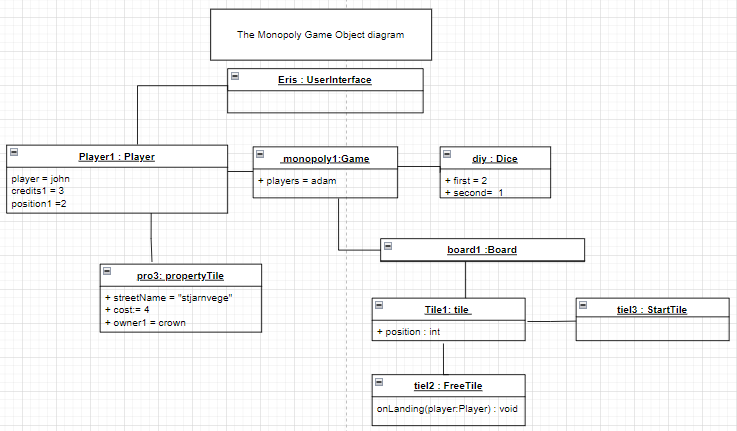 The Monopoly Game Object diagram
Eris : UserInterface
Player1 : Player
player = john
credits1 = 3
position1 =2
monopoly1:Game
+ players = adam
diy : Dice
+ first = 2
+ second= 1
board1 :Board
pro3: propertyTile
+ streetName = "stjarnvege"
+ cost:= 4
+ owner1 = crown
Tile1: tile
+ position : int
tiel3 : StartTile
tiel2 : FreeTile
onLanding(player:Player) : void